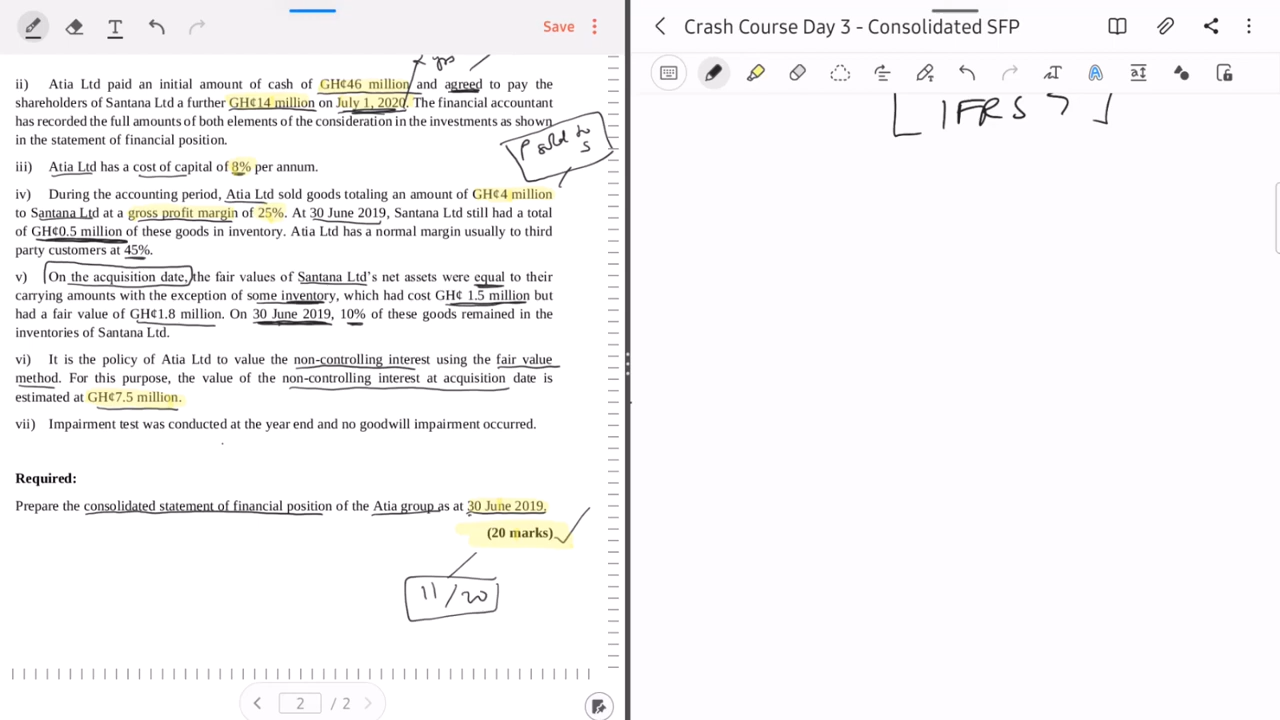 Save
Crash Course Day 3 - Consolidated SFP
[IFRS
ii) Atia Ltd paid an initial amount of cash of GH¢46 million and agreed to pay the
shareholders of Santana Ltd a further GH¢14 million on July 1, 2020. The financial accountant
has recorded the full amounts of both elements of the consideration in the investments as shown
in the statement of financial position.
P sold to
S
iii) Atia Ltd has a cost of capital of 8% per annum.
iv) During the accounting period, Atia Ltd sold goods totaling an amount of GH¢4 million
to Santana Ltd at a gross profit margin of 25%. At 30 June 2019, Santana Ltd still had a total
of GH¢0.5 million of these goods in inventory. Atia Ltd has a normal margin usually to third
party customers at 45%.
v) On the acquisition date, the fair values of Santana Ltd's net assets were equal to their
carrying amounts with the exception of some inventory, which had cost GH¢ 1.5 million but
had a fair value of GH¢1.8 million. On 30 June 2019, 10% of these goods remained in the
inventories of Santana Ltd.
vi) It is the policy of Atia Ltd to value the non-controlling interest using the fair value
method. For this purpose, the value of the non-controlling interest at acquisition date is
estimated at GH¢7.5 million.
vii) Impairment test was conducted at the year end and no goodwill impairment occurred.
Required:
Prepare the consolidated statement of financial position of the Atia group as at 30 June 2019.
(20 marks)
11/20
2 / 2